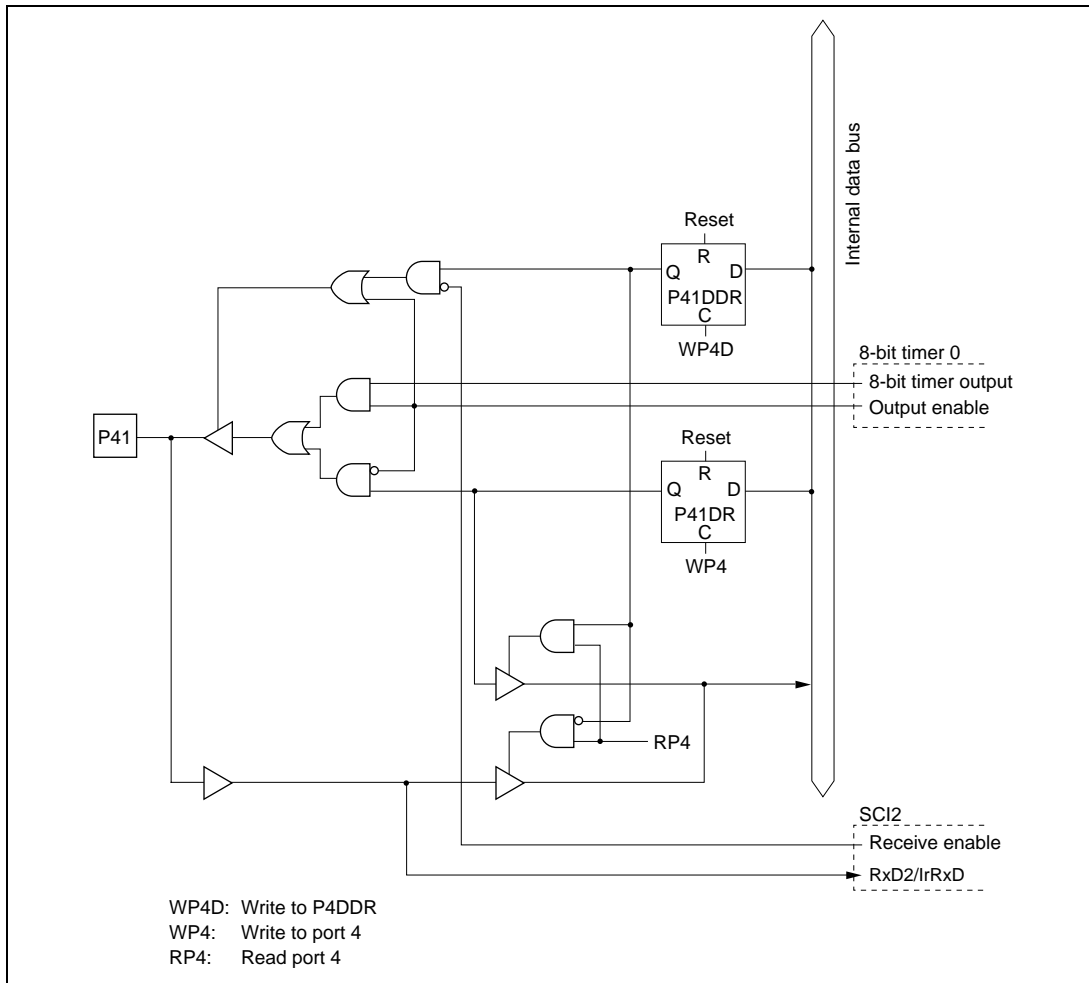 Internal data bus
Reset
R
Q D
P41DDR
C
WP4D
8-bit timer 0
8-bit timer output
Output enable
P41
Reset
R
Q D
P41DR
C
WP4
RP4
SCI2
Receive enable
RxD2/IrRxD
WP4D: Write to P4DDR
WP4: Write to port 4
RP4: Read port 4